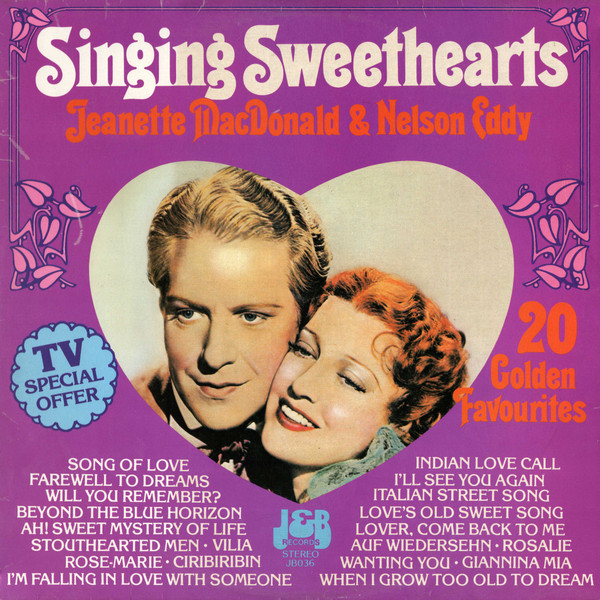 Singing Sweethearts
Jeanette MacDonald & Nelson Eddy
20
Golden
Favourites
TV
SPECIAL
OFFER
SONG OF LOVE
FAREWELL TO DREAMS
WILL YOU REMEMBER?
BEYOND THE BLUE HORIZON
AH! SWEET MYSTERY OF LIFE
STOUTHEARTED MEN · VILIA
ROSE-MARIE · CIRIBIRIBIN
I'M FALLING IN LOVE WITH SOMEONE
J&B
RECORDS
STEREO
JB036
INDIAN LOVE CALL
I'LL SEE YOU AGAIN
ITALIAN STREET SONG
LOVE'S OLD SWEET SONG
LOVER, COME BACK TO ME
AUF WIEDERSEHN · ROSALIE
WANTING YOU · GIANNINA MIA
WHEN I GROW TOO OLD TO DREAM